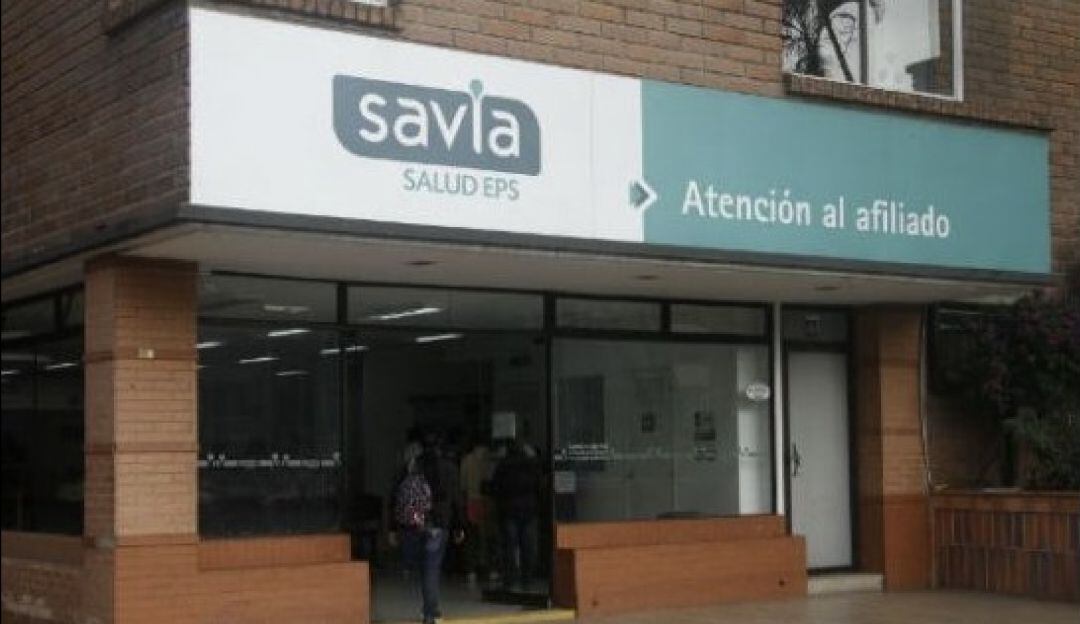 savia
SALUD EPS
Atención al afiliado